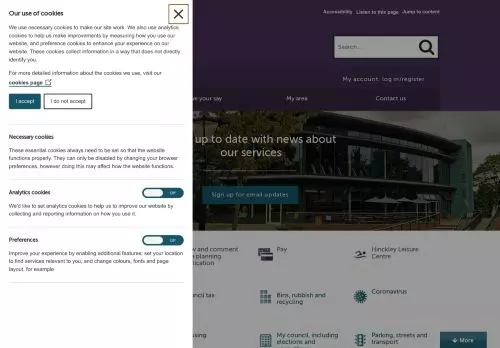 Our use of cookies
We use necessary cookies to make our site work. We also use analytics
cookies to help us make improvements by measuring how you use our
website, and preference cookies to enhance your experience on our
website. These cookies collect information in a way that does not directly
identify you.
For more detailed information about the cookies we use, visit our
cookies page
I accept
I do not accept
Necessary cookies
These essential cookies always need to be set so that the website
functions properly. They can only be disabled by changing your browser
preferences, however doing this may affect how the website functions.
Analytics cookies
Off
We'd like to set analytics cookies to help us to improve our website by
collecting and reporting information on how you use it.
Preferences
Off
Improve your experience by enabling additional features; set your location
to find services relevant to you, and change colours, fonts and page
layout, for example
Accessibility
Listen to this page
Jump to content
Search...
My account: log in/register
your say
My area
Contact us
up to date with news about
our services
Sign up for email updates
and comment
planning
Pay
Hinckley Leisure
Centre
tax
Bins, rubbish and
recycling
Coronavirus
My council, including
elections and
Parking, streets and
transport
More